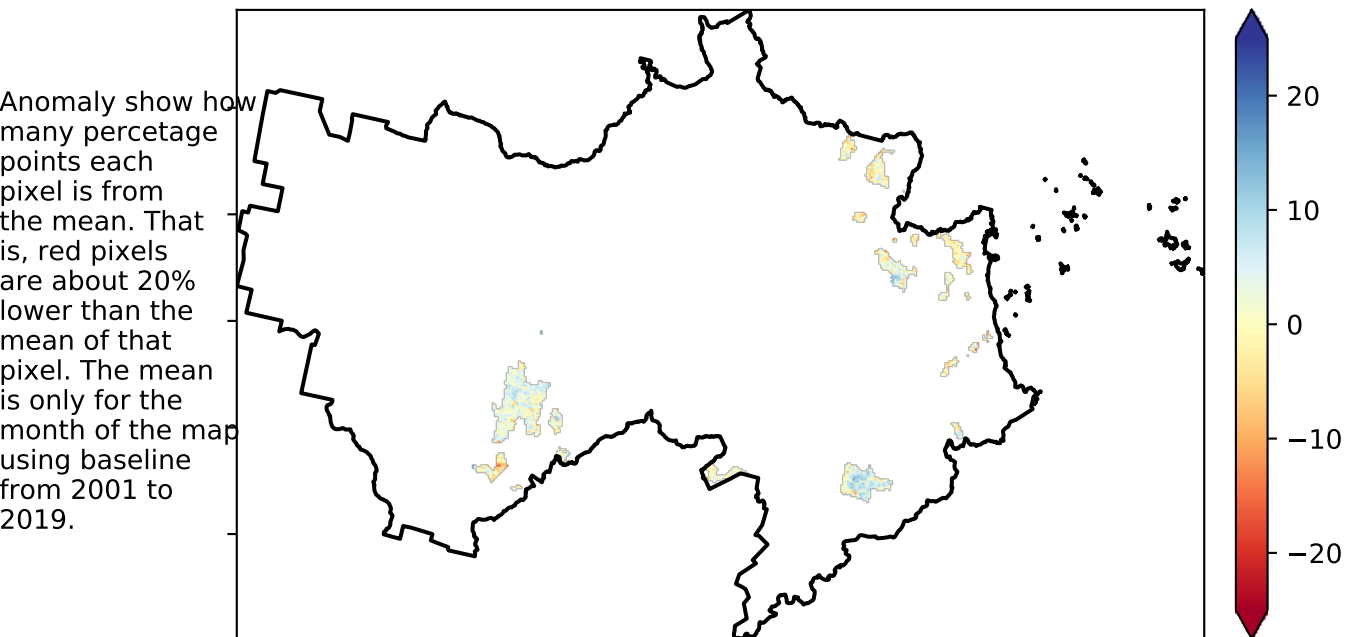 Anomaly show how
many percetage
points each
pixel is from
the mean. That
is, red pixels
are about 20%
lower than the
mean of that
pixel. The mean
is only for the
month of the map
using baseline
from 2001 to
2019.
20
10
0
−10
−20